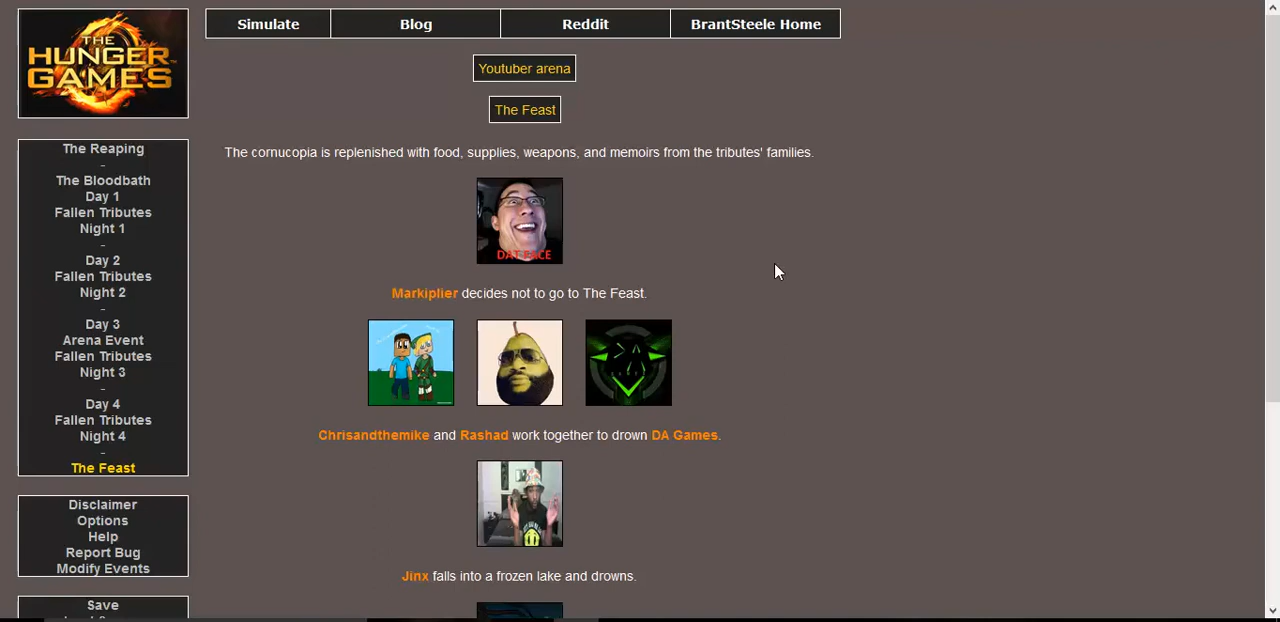 THE
HUNGER
GAMES
Simulate
Blog
Reddit
BrantSteele Home
Youtuber arena
The Feast
The cornucopia is replenished with food, supplies, weapons, and memoirs from the tributes' families.
DAT FACE
Markiplier decides not to go to The Feast.
Chrisandthemike and Rashad work together to drown DA Games.
Jinx falls into a frozen lake and drowns.
The Reaping
-
The Bloodbath
Day 1
Fallen Tributes
Night 1
-
Day 2
Fallen Tributes
Night 2
-
Day 3
Arena Event
Fallen Tributes
Night 3
-
Day 4
Fallen Tributes
Night 4
-
The Feast
Disclaimer
Options
Help
Report Bug
Modify Events
Save